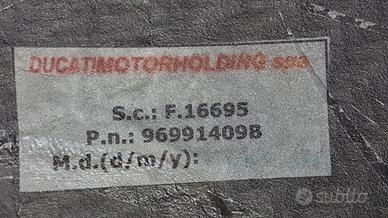 DUCATIMOTORHOLDING spa
S.c.: F.16695
P.n.: 96991409B
M.d.(d/m/y):
subito